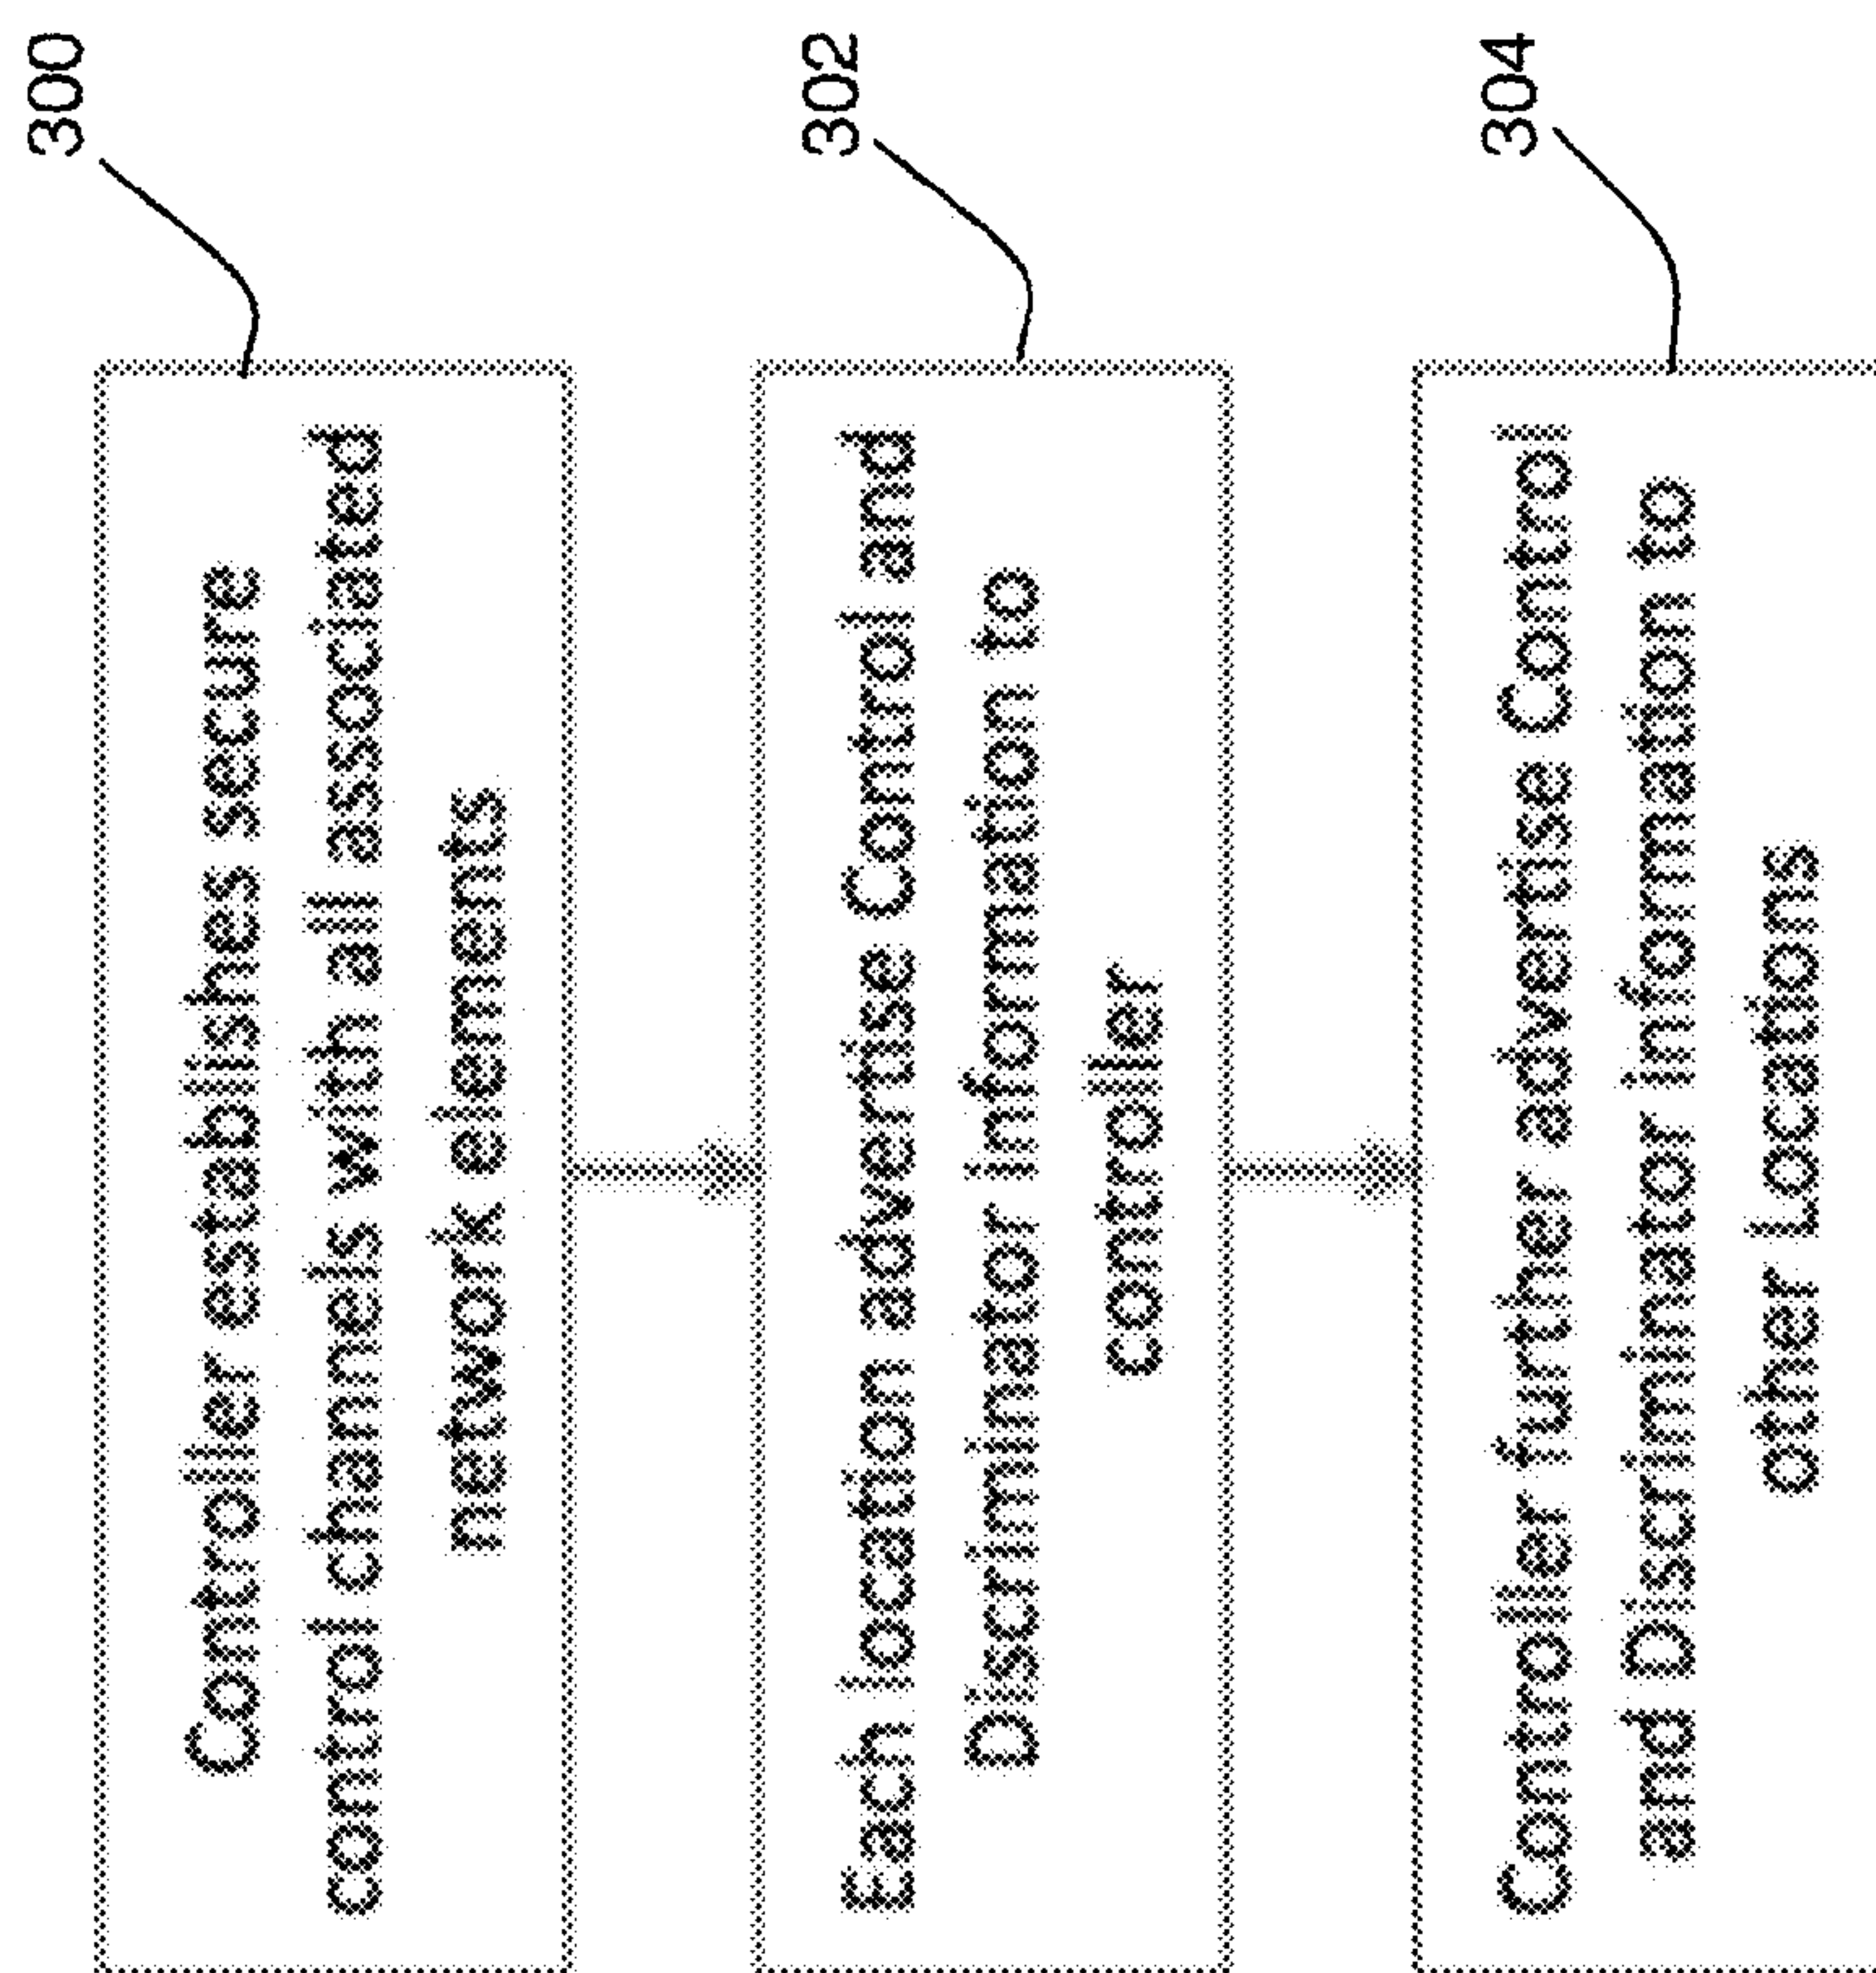 300
Controller establishes secure
control channels with all associated
network elements
302
Each location advertise Control and
Discriminator information to
controller
304
Controller further advertise Control
and Discriminator information to
other Locations